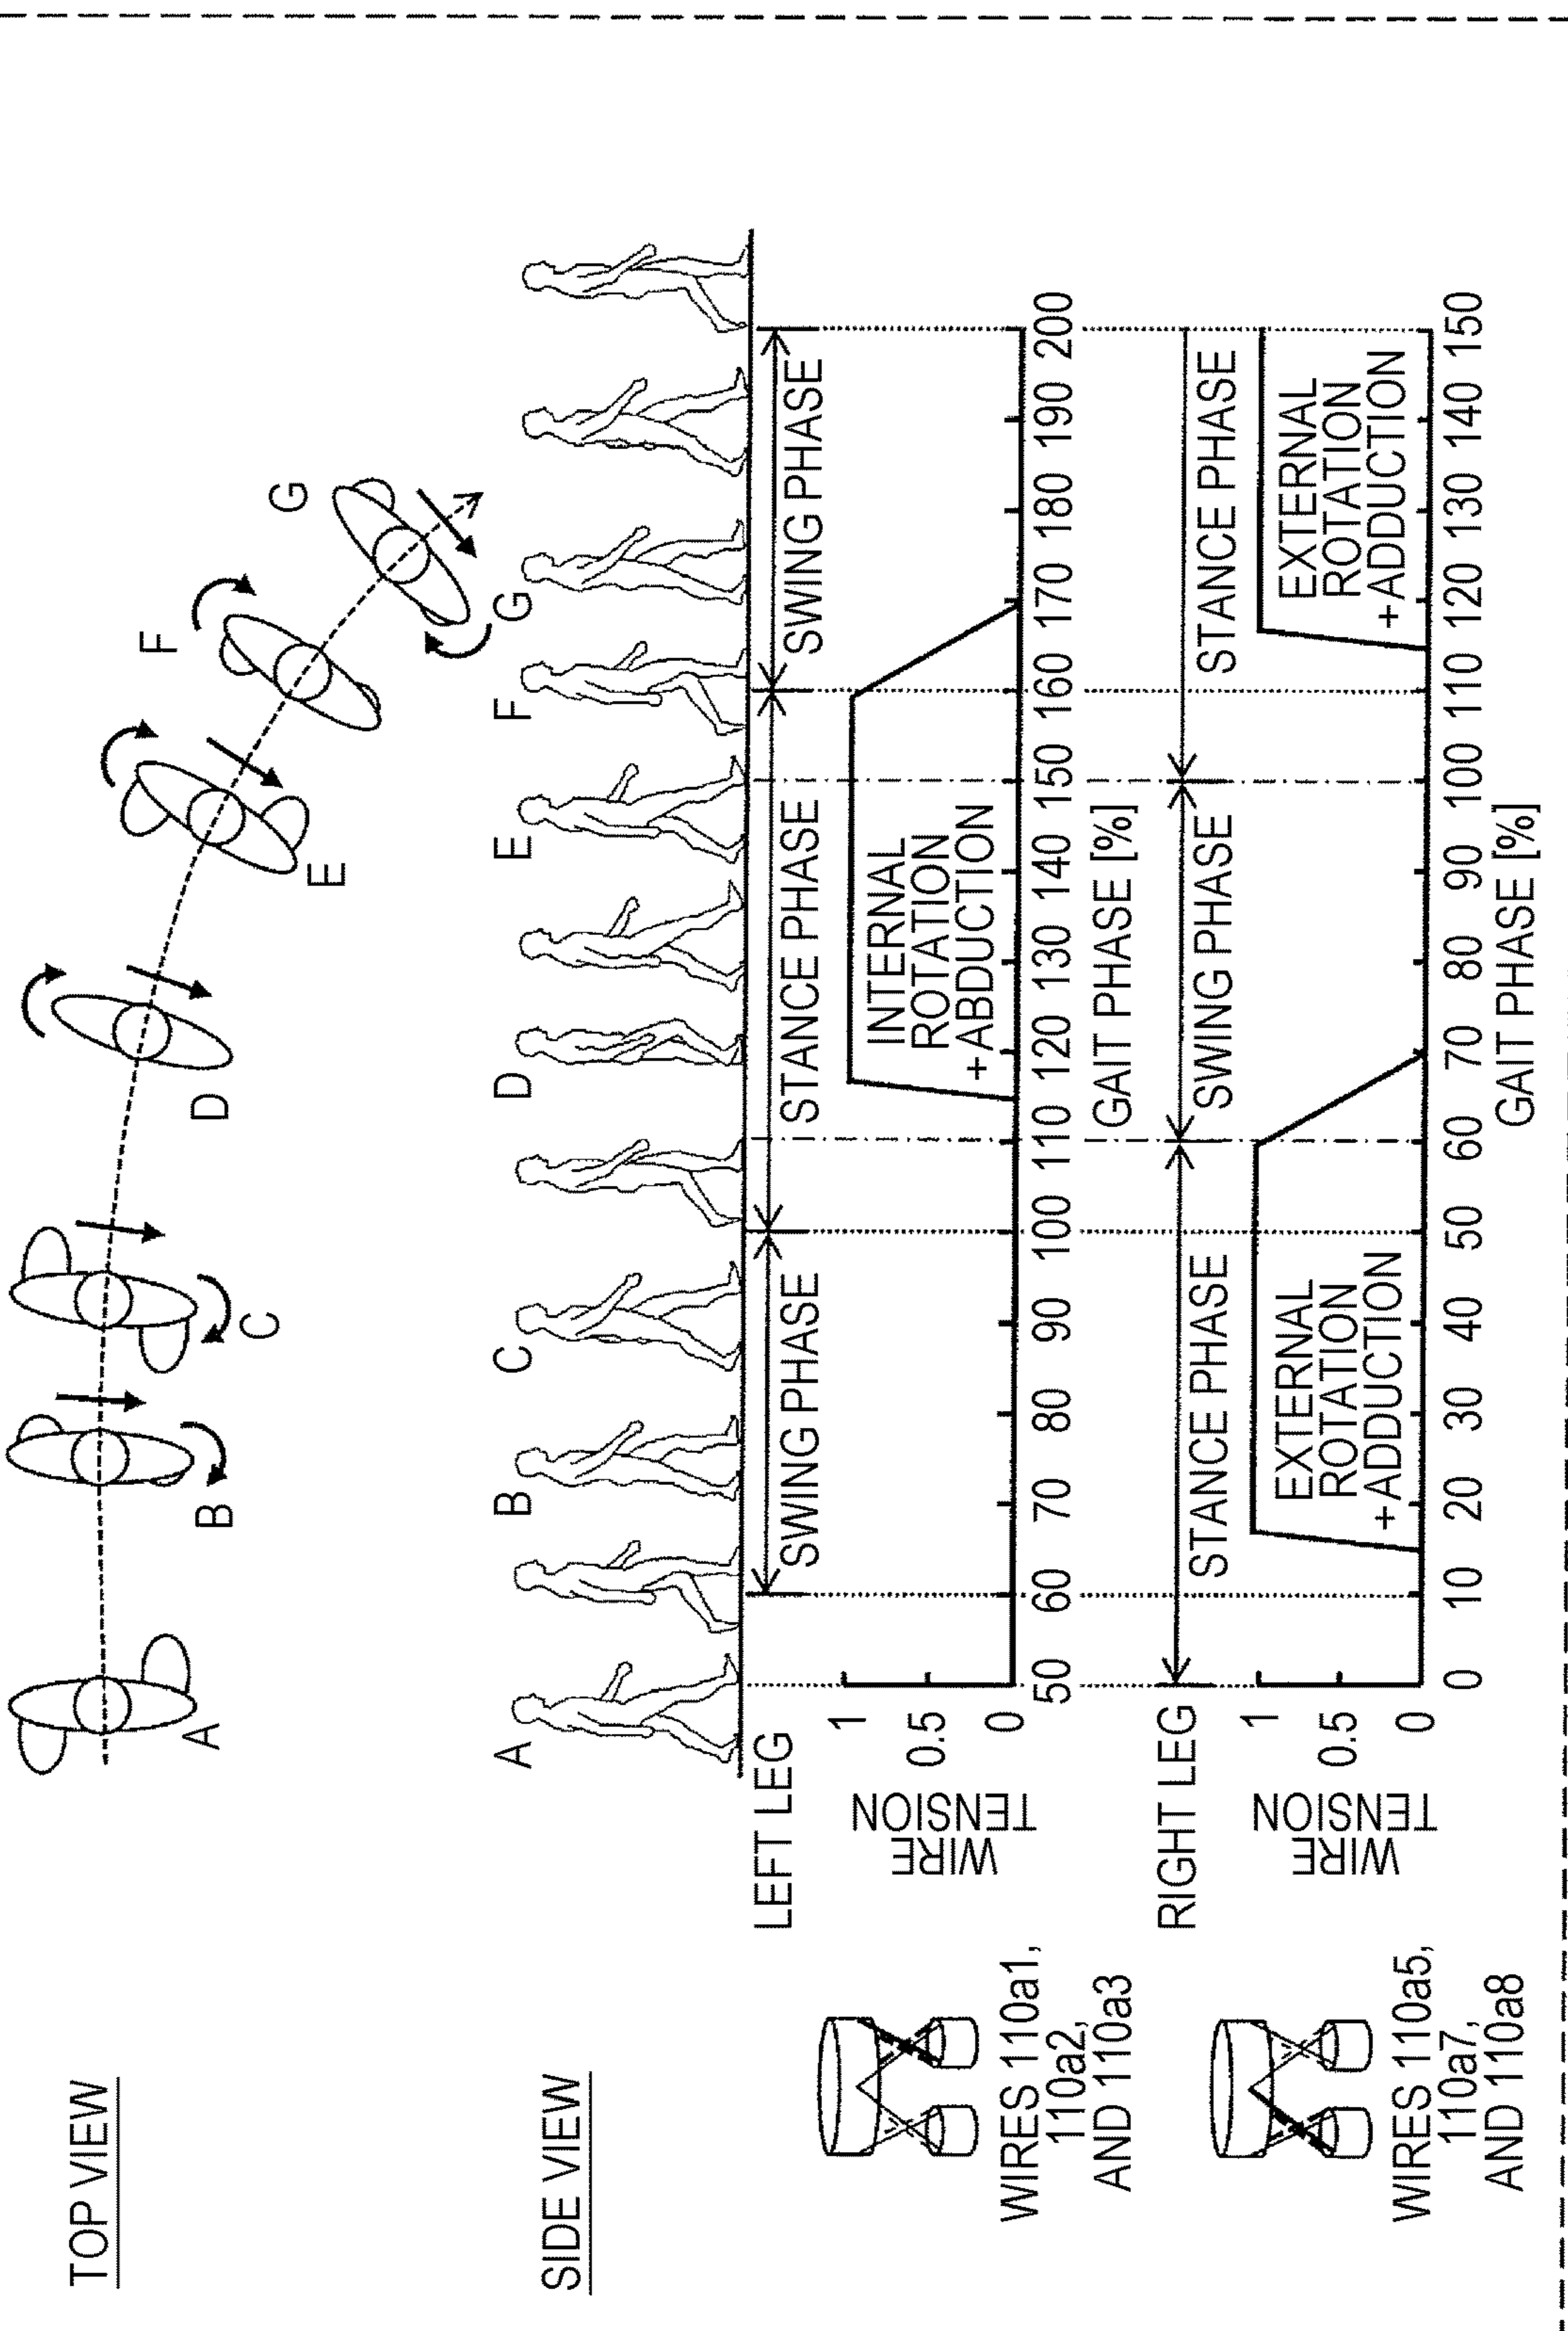 TOP VIEW
A
B
C
D
E
F
G
SIDE VIEW
A
B
C
D
E
F
G
LEFT LEG
SWING PHASE
STANCE PHASE
SWING PHASE
WIRES 110a1,
110a2,
AND 110a3
WIRE
TENSION
1
0.5
0
INTERNAL
ROTATION
+ABDUCTION
50 60 70 80 90 100 110 120 130 140 150 160 170 180 190 200
GAIT PHASE [%]
RIGHT LEG
STANCE PHASE
SWING PHASE
STANCE PHASE
WIRES 110a5,
110a7,
AND 110a8
WIRE
TENSION
1
0.5
0
EXTERNAL
ROTATION
+ADDUCTION
EXTERNAL
ROTATION
+ADDUCTION
0 10 20 30 40 50 60 70 80 90 100 110 120 130 140 150
GAIT PHASE [%]